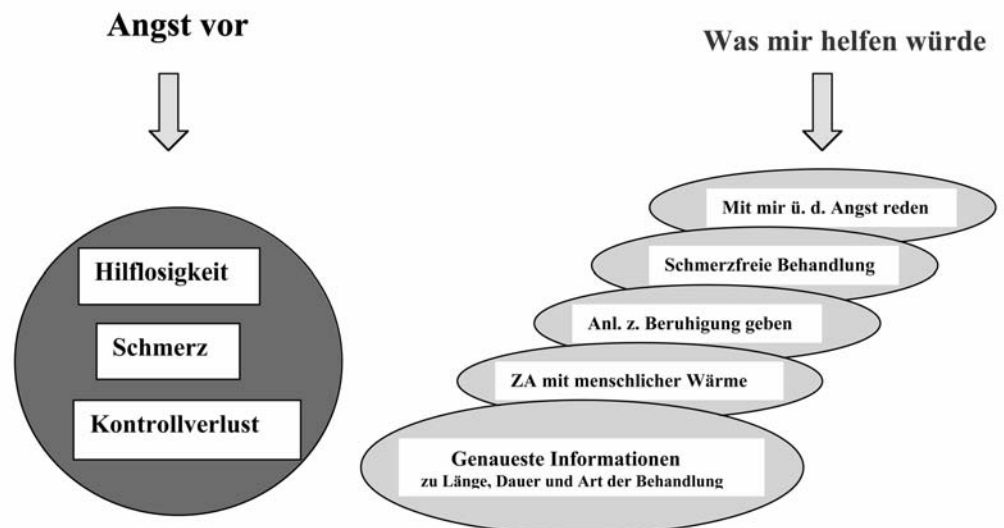 Angst vor
Hilflosigkeit
Schmerz
Kontrollverlust
Was mir helfen würde
Mit mir ü. d. Angst reden
Schmerzfreie Behandlung
Anl. z. Beruhigung geben
ZA mit menschlicher Wärme
Genaueste Informationen
zu Länge, Dauer und Art der Behandlung